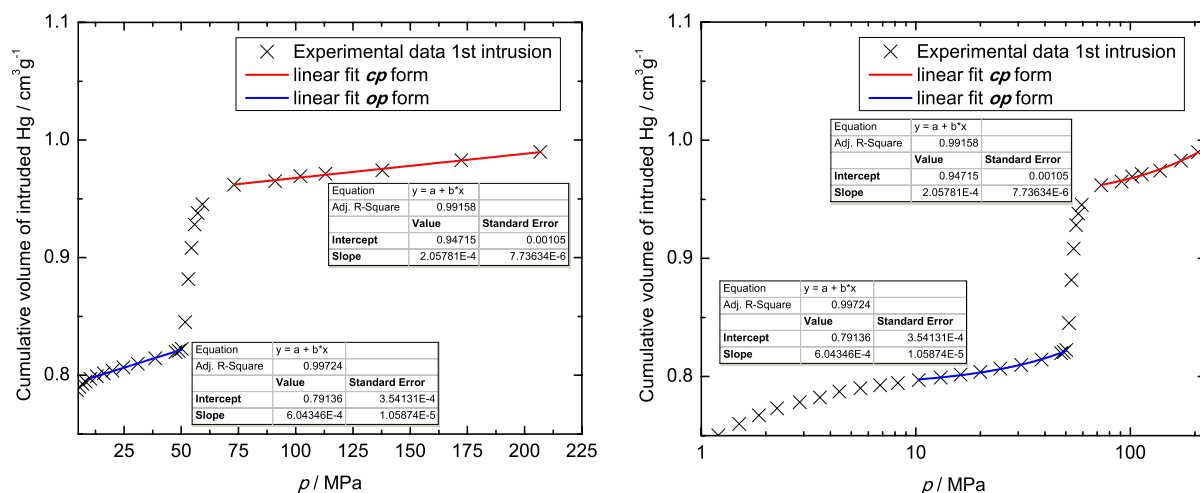 1.1
1.0
0.9
0.8
Cumulative volume of intruded Hg / cm³g⁻¹
Experimental data 1st intrusion
linear fit cp form
linear fit op form
Equation y = a + b*x
Adj. R-Square 0.99158
Value Standard Error
Intercept 0.94715 0.00105
Slope 2.05781E-4 7.73634E-6
Equation y = a + b*x
Adj. R-Square 0.99724
Value Standard Error
Intercept 0.79136 3.54131E-4
Slope 6.04346E-4 1.05874E-5
25 50 75 100 125 150 175 200 225
p / MPa
1.1
1.0
0.9
0.8
Cumulative volume of intruded Hg / cm³g⁻¹
Experimental data 1st intrusion
linear fit cp form
linear fit op form
Equation y = a + b*x
Adj. R-Square 0.99158
Value Standard Error
Intercept 0.94715 0.00105
Slope 2.05781E-4 7.73634E-6
Equation y = a + b*x
Adj. R-Square 0.99724
Value Standard Error
Intercept 0.79136 3.54131E-4
Slope 6.04346E-4 1.05874E-5
1 10 100
p / MPa